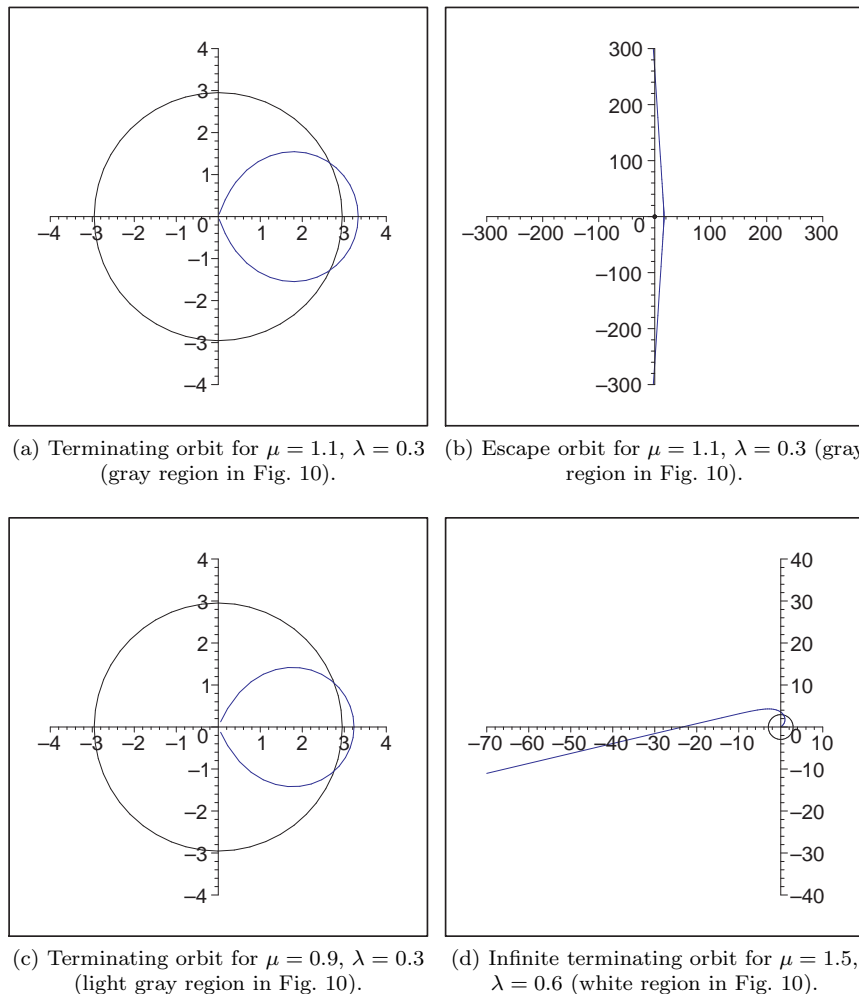 4
3
2
1
0
–4 –3 –2 –1 1 2 3 4
–1
–2
–3
–4
300
200
100
–300 –200 –100 0 100 200 300
–100
–200
–300
(a) Terminating orbit for μ = 1.1, λ = 0.3
(gray region in Fig. 10).
(b) Escape orbit for μ = 1.1, λ = 0.3 (gray
region in Fig. 10).
4
3
2
1
0
–4 –3 –2 –1 1 2 3 4
–1
–2
–3
–4
40
30
20
10
0
–70 –60 –50 –40 –30 –20 –10 10
–10
–20
–30
–40
(c) Terminating orbit for μ = 0.9, λ = 0.3
(light gray region in Fig. 10).
(d) Infinite terminating orbit for μ = 1.5,
λ = 0.6 (white region in Fig. 10).